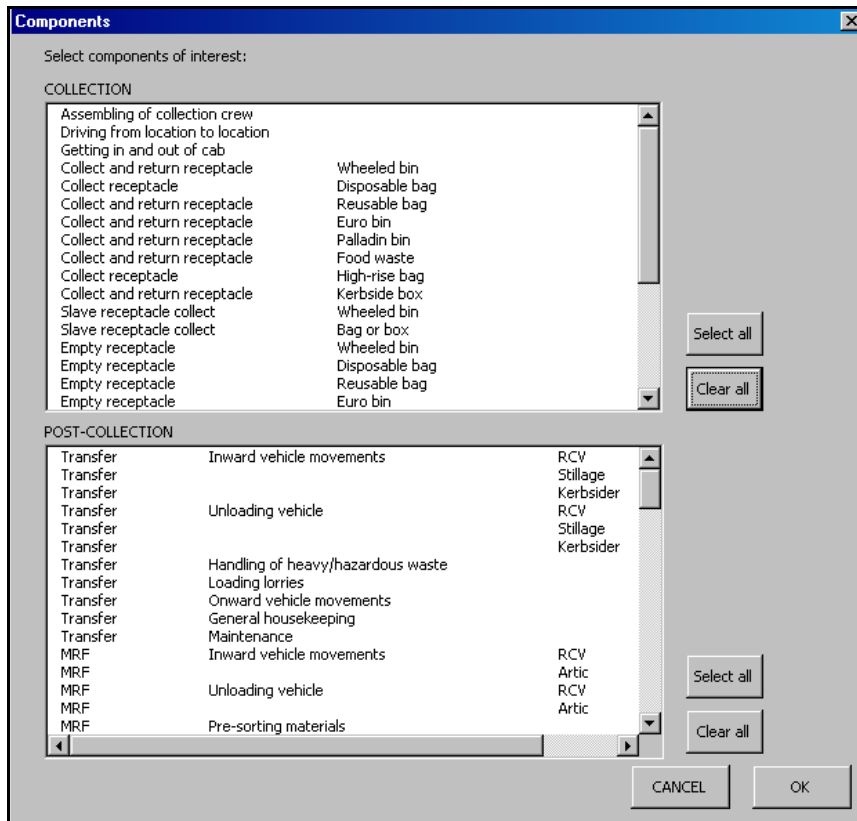 Components
Select components of interest:
COLLECTION
Assembling of collection crew
Driving from location to location
Getting in and out of cab
Collect and return receptacle Wheeled bin
Collect receptacle Disposable bag
Collect and return receptacle Reusable bag
Collect and return receptacle Euro bin
Collect and return receptacle Palladin bin
Collect and return receptacle Food waste
Collect receptacle High-rise bag
Collect and return receptacle Kerbside box
Slave receptacle collect Wheeled bin
Slave receptacle collect Bag or box
Empty receptacle Wheeled bin
Empty receptacle Disposable bag
Empty receptacle Reusable bag
Empty receptacle Euro bin
Select all
Clear all
POST-COLLECTION
Transfer Inward vehicle movements RCV
Transfer Stillage
Transfer Kerbsider
Transfer Unloading vehicle RCV
Transfer Stillage
Transfer Kerbsider
Transfer Handling of heavy/hazardous waste
Transfer Loading lorries
Transfer Onward vehicle movements
Transfer General housekeeping
Transfer Maintenance
MRF Inward vehicle movements RCV
MRF Artic
MRF Unloading vehicle RCV
MRF Artic
MRF Pre-sorting materials
Select all
Clear all
CANCEL OK